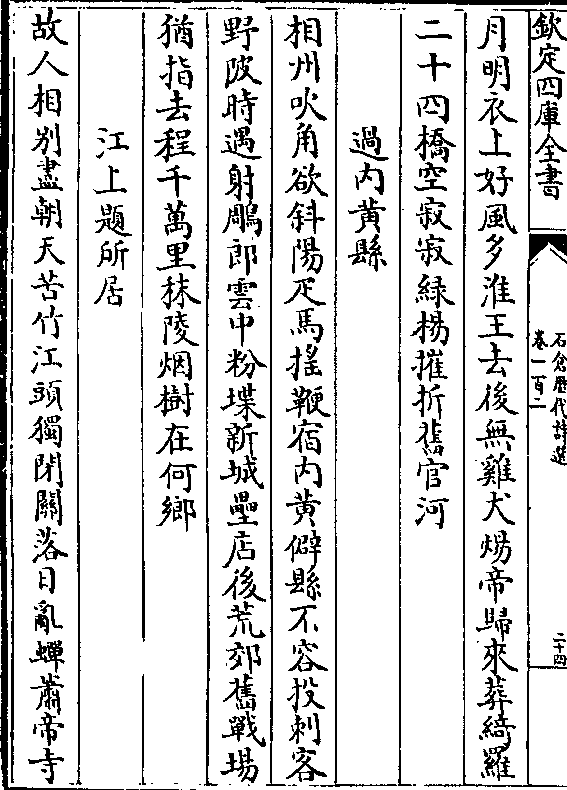 欽定四庫全書
石倉歷代詩選
卷一百二
二十四
月明衣上好風多淮王去後無雞犬煬帝歸來葬綺羅
二十四橋空寂寂緑楊摧折舊官河
過内黄縣
相州吹角欲斜陽疋馬揺鞭宿内黄僻縣不容投刺客
野陂時遇射鵰郎雲中粉堞新城壘店後荒郊舊戰場
猶指去程千萬里秣陵烟樹在何鄉
江上題所居
故人相别盡朝天苦竹江頭獨閉關落日亂蟬蕭帝寺